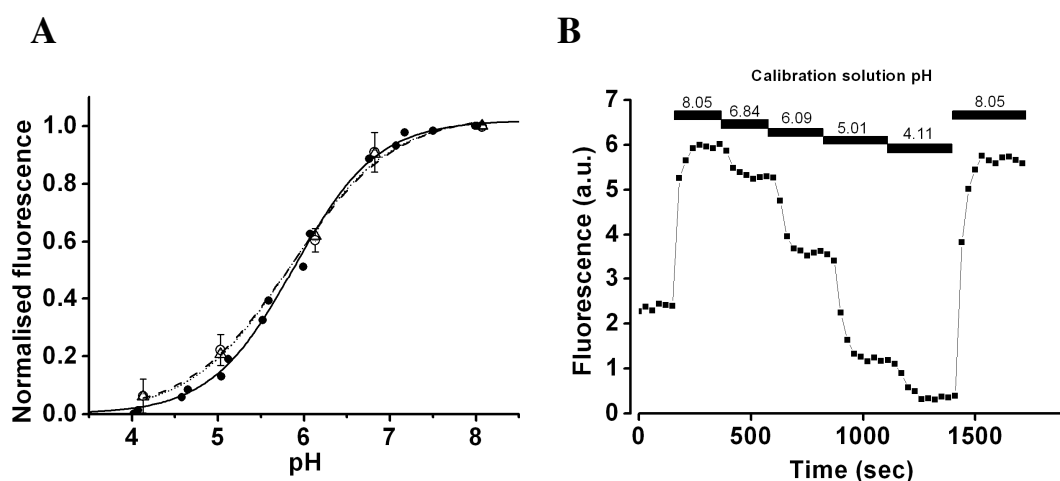 A
Normalised fluorescence
1.0
0.8
0.6
0.4
0.2
0.0
4 5 6 7 8
pH
B
Calibration solution pH
8.05 6.84 6.09 5.01 4.11 8.05
Fluorescence (a.u.)
7
6
5
4
3
2
1
0
0 500 1000 1500
Time (sec)